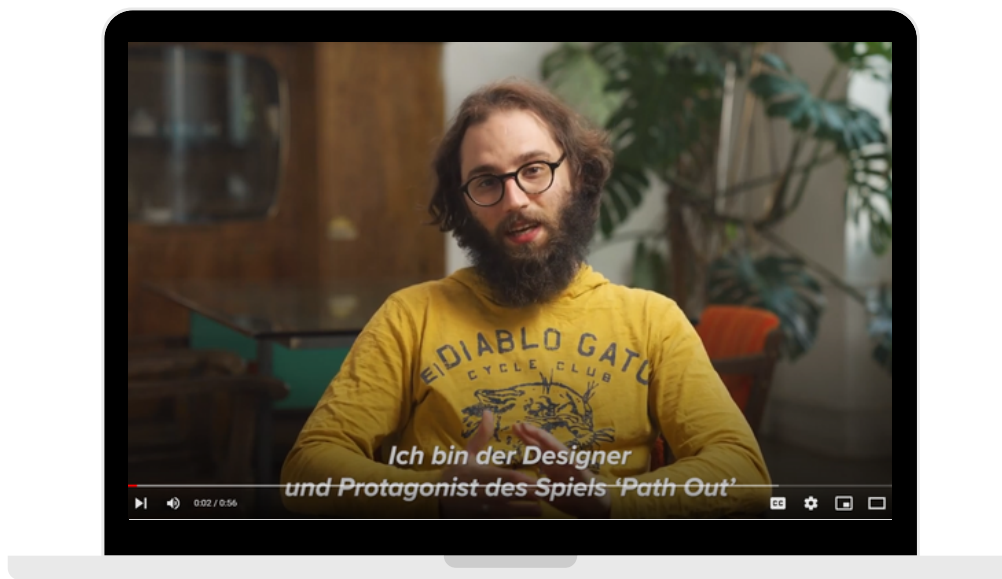 El DIABLO GATO
CYCLE CLUB
Ich bin der Designer
und Protagonist des Spiels ‘Path Out’
0:02 / 0:56
CC